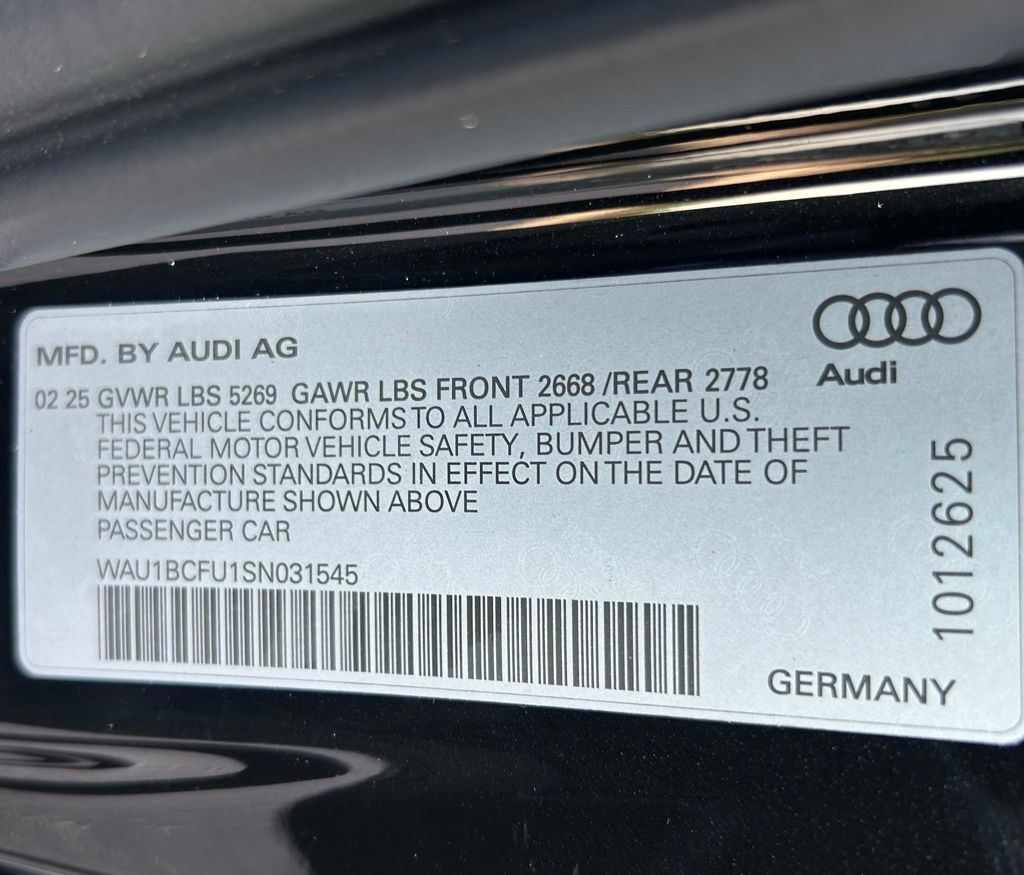 MFD. BY AUDI AG
Audi
02 25 GVWR LBS 5269 GAWR LBS FRONT 2668 /REAR 2778
THIS VEHICLE CONFORMS TO ALL APPLICABLE U.S.
FEDERAL MOTOR VEHICLE SAFETY, BUMPER AND THEFT
PREVENTION STANDARDS IN EFFECT ON THE DATE OF
MANUFACTURE SHOWN ABOVE
PASSENGER CAR
WAU1BCFU1SN031545
1012625
GERMANY